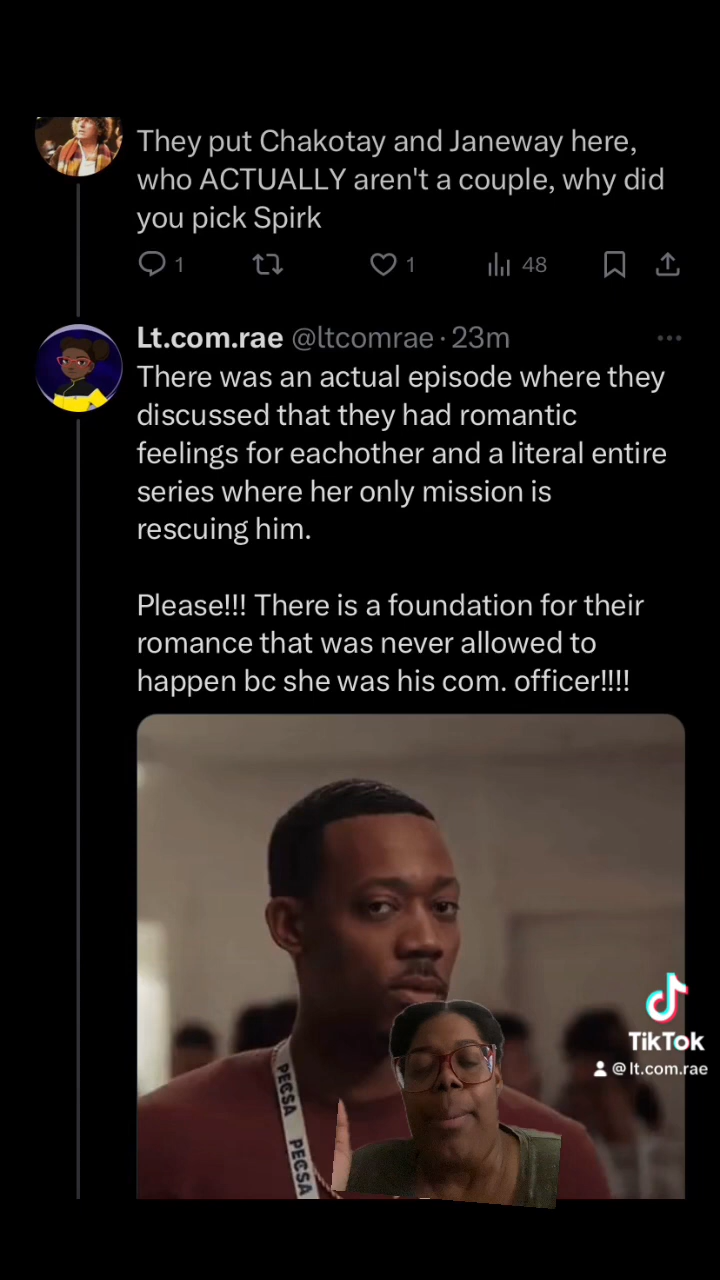 They put Chakotay and Janeway here,
who ACTUALLY aren't a couple, why did
you pick Spirk
1 1 48
Lt.com.rae @ltcomrae · 23m
There was an actual episode where they
discussed that they had romantic
feelings for eachother and a literal entire
series where her only mission is
rescuing him.
Please!!! There is a foundation for their
romance that was never allowed to
happen bc she was his com. officer!!!!
PECSA
PECSA
TikTok
@lt.com.rae